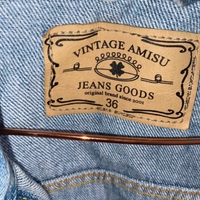 VINTAGE AMISU
JEANS GOODS
original brand since 2001
36